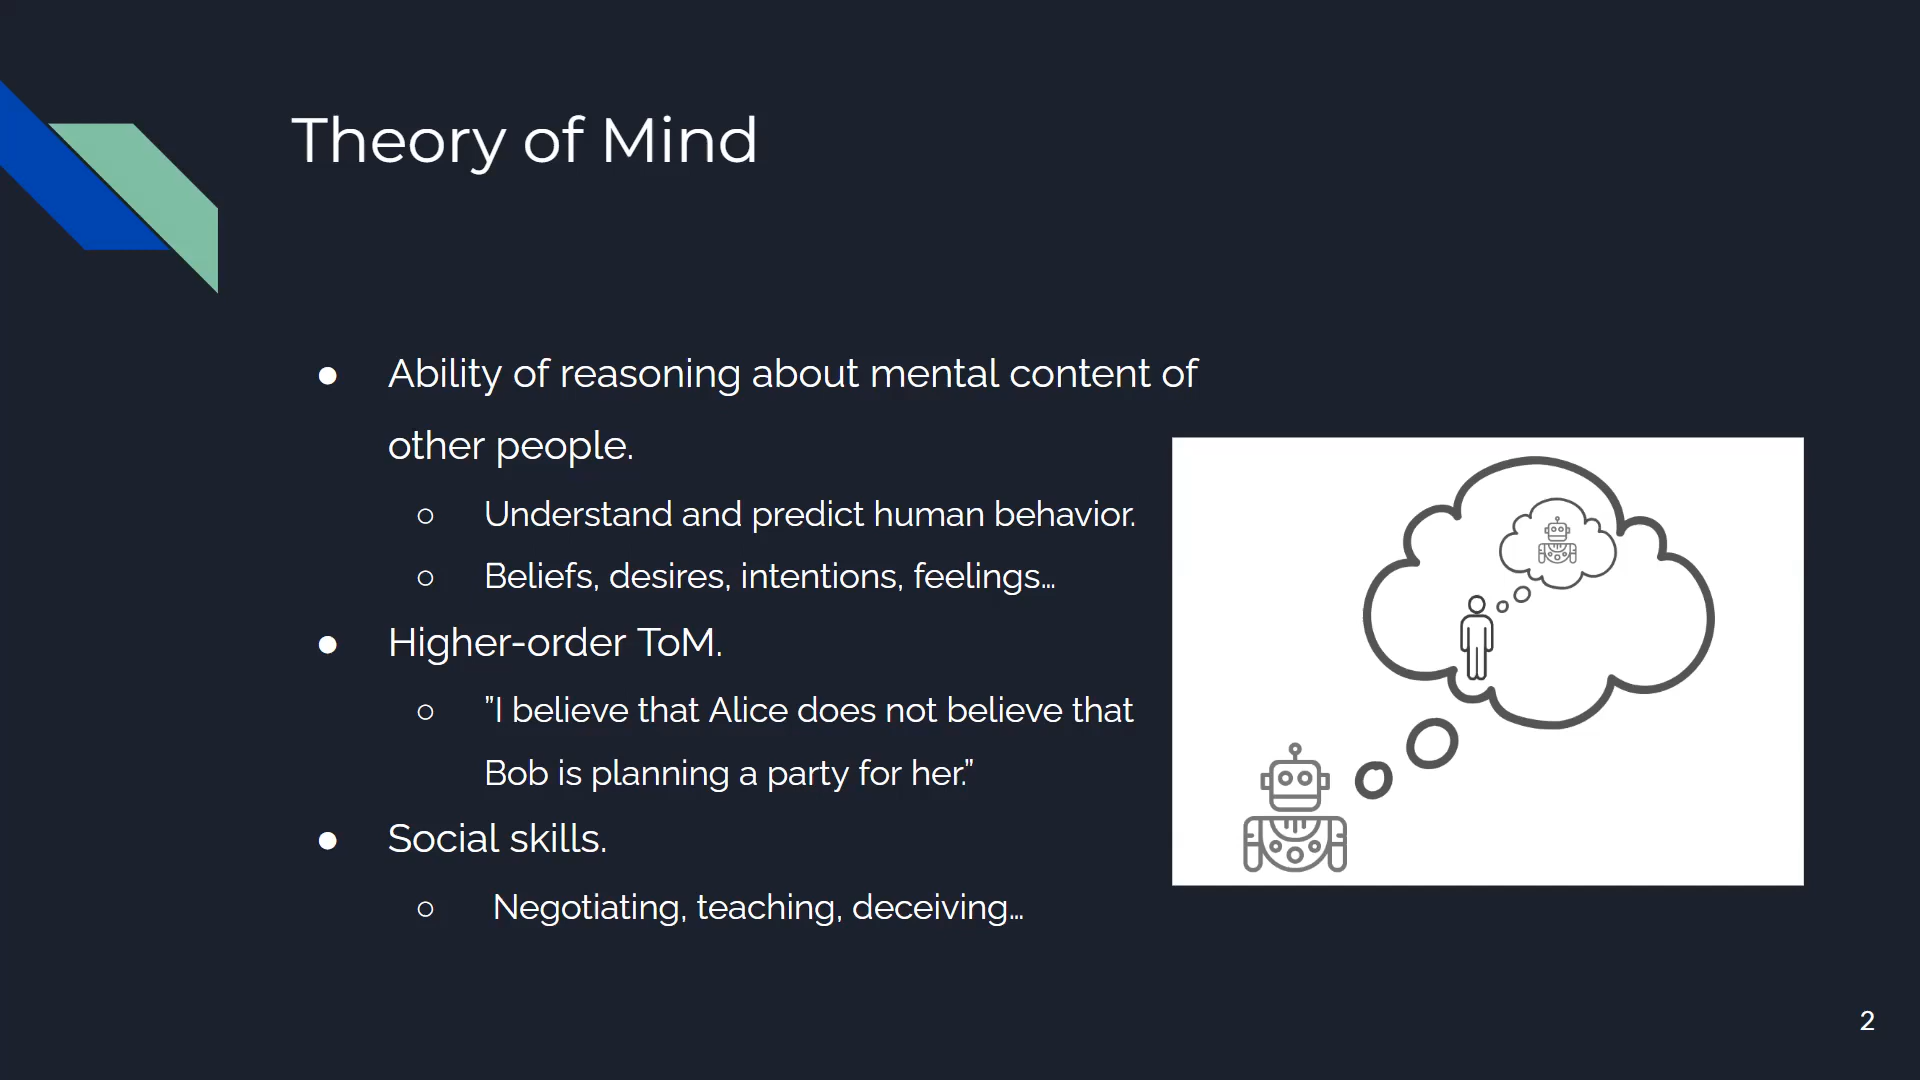 Theory of Mind
● Ability of reasoning about mental content of
other people.
○ Understand and predict human behavior.
○ Beliefs, desires, intentions, feelings…
● Higher-order ToM.
○ ”I believe that Alice does not believe that
Bob is planning a party for her.”
● Social skills.
○ Negotiating, teaching, deceiving…
2